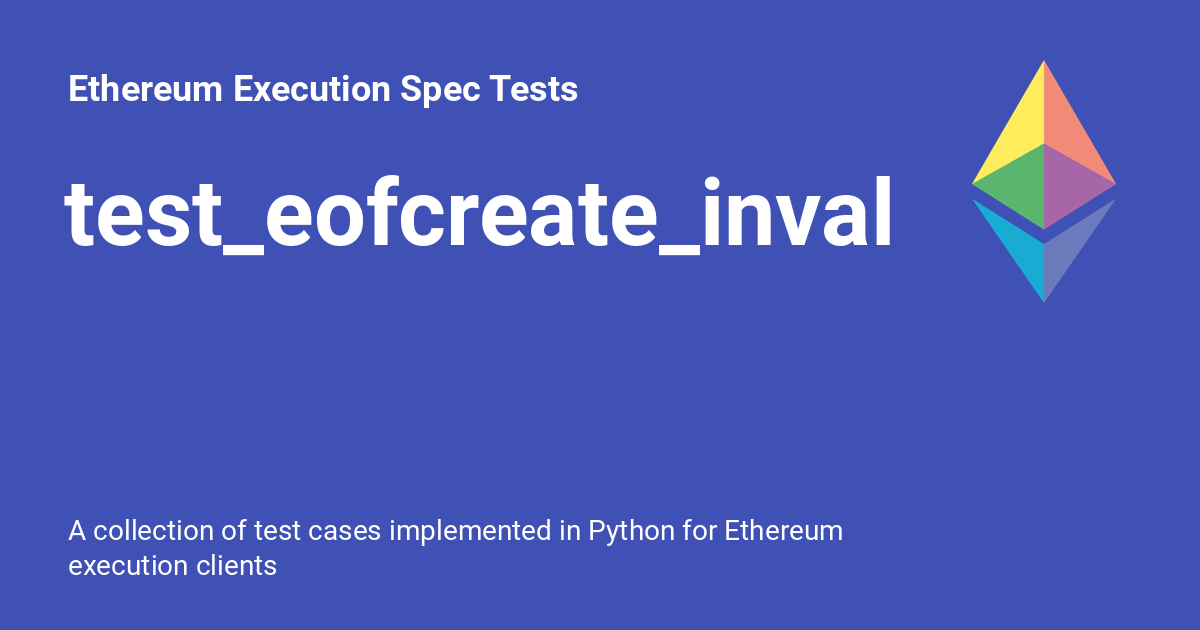 Ethereum Execution Spec Tests
test_eofcreate_inval
A collection of test cases implemented in Python for Ethereum
execution clients